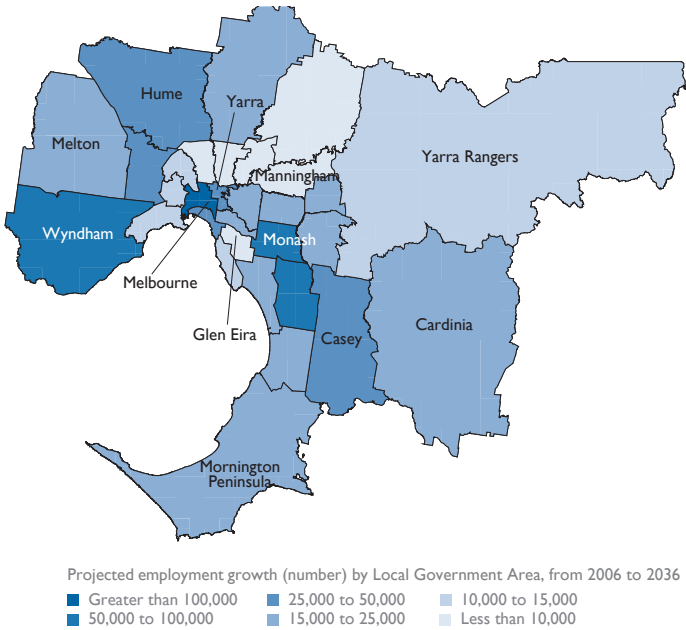 Hume
Yarra
Melton
Yarra Rangers
Manningham
Wyndham
Monash
Melbourne
Glen Eira
Casey
Cardinia
Mornington
Peninsula
Projected employment growth (number) by Local Government Area, from 2006 to 2036
Greater than 100,000 25,000 to 50,000 10,000 to 15,000
50,000 to 100,000 15,000 to 25,000 Less than 10,000